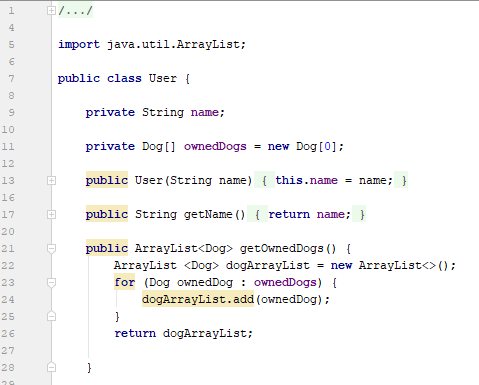 1 /.../
4
5 import java.util.ArrayList;
6
7 public class User {
8
9 private String name;
10
11 private Dog[] ownedDogs = new Dog[0];
12
13 public User(String name) { this.name = name; }
16
17 public String getName() { return name; }
20
21 public ArrayList<Dog> getOwnedDogs() {
22 ArrayList <Dog> dogArrayList = new ArrayList<>();
23 for (Dog ownedDog : ownedDogs) {
24 dogArrayList.add(ownedDog);
25 }
26 return dogArrayList;
27
28 }
29